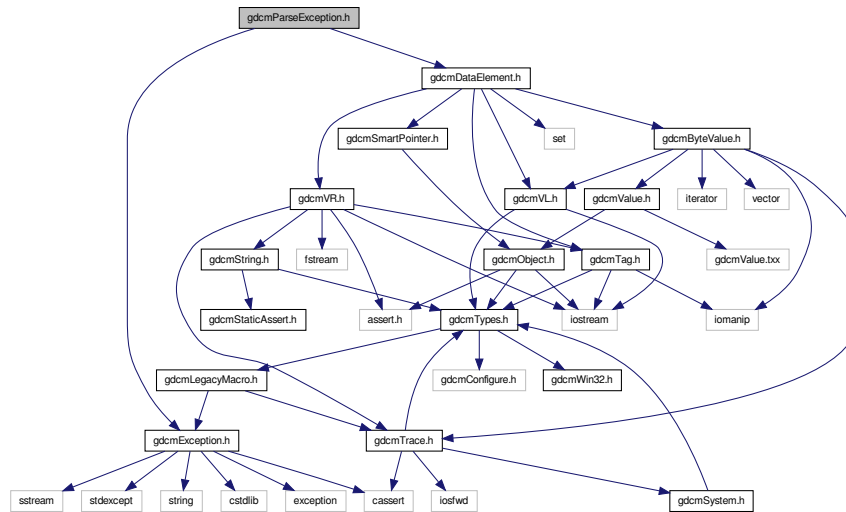 gdcmParseException.h
gdcmDataElement.h
gdcmSmartPointer.h
set
gdcmByteValue.h
gdcmVR.h
gdcmVL.h
gdcmValue.h
iterator
vector
gdcmString.h
fstream
gdcmObject.h
gdcmTag.h
gdcmValue.txx
gdcmStaticAssert.h
assert.h
gdcmTypes.h
iostream
iomanip
gdcmLegacyMacro.h
gdcmConfigure.h
gdcmWin32.h
gdcmException.h
gdcmTrace.h
sstream
stdexcept
string
cstdlib
exception
cassert
iosfwd
gdcmSystem.h